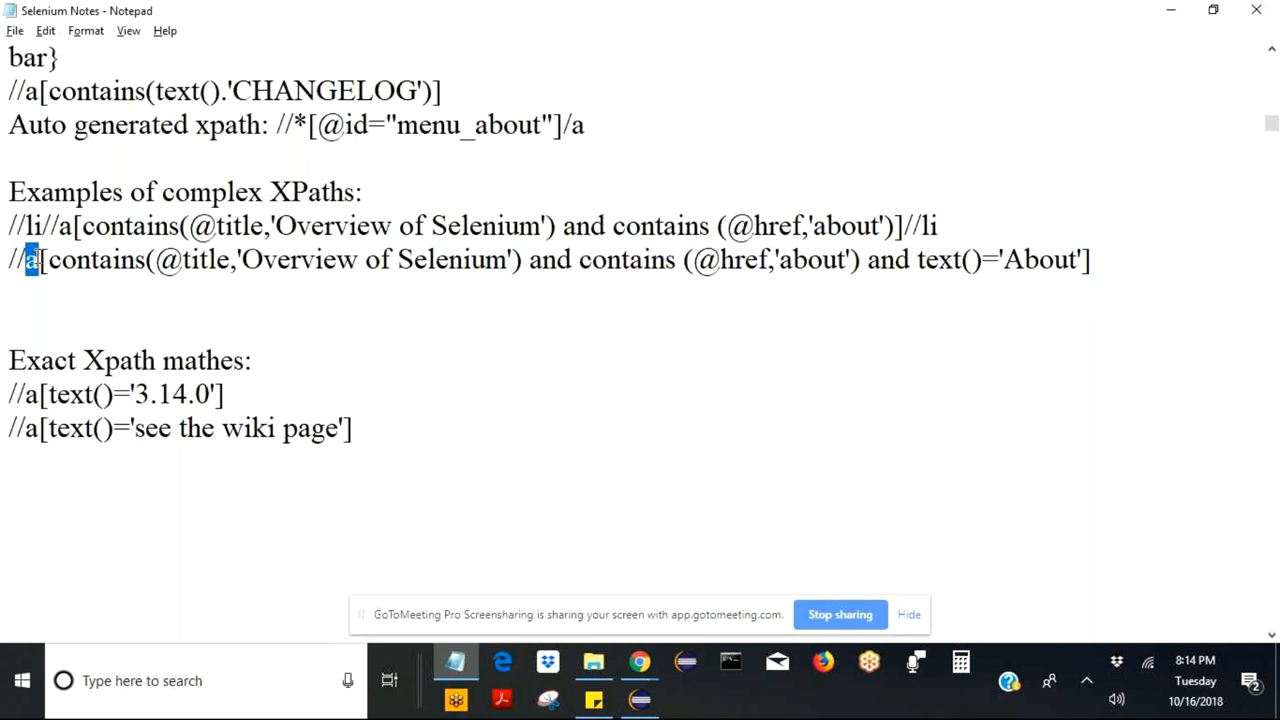 Selenium Notes - Notepad
File Edit Format View Help
bar}
//a[contains(text().'CHANGELOG')]
Auto generated xpath: //*[@id="menu_about"]/a
Examples of complex XPaths:
//li//a[contains(@title,'Overview of Selenium') and contains (@href,'about')]//li
//a[contains(@title,'Overview of Selenium') and contains (@href,'about') and text()='About']
Exact Xpath mathes:
//a[text()='3.14.0']
//a[text()='see the wiki page']
GoToMeeting Pro Screensharing is sharing your screen with app.gotomeeting.com. Stop sharing Hide
Type here to search
8:14 PM
Tuesday
10/16/2018
2